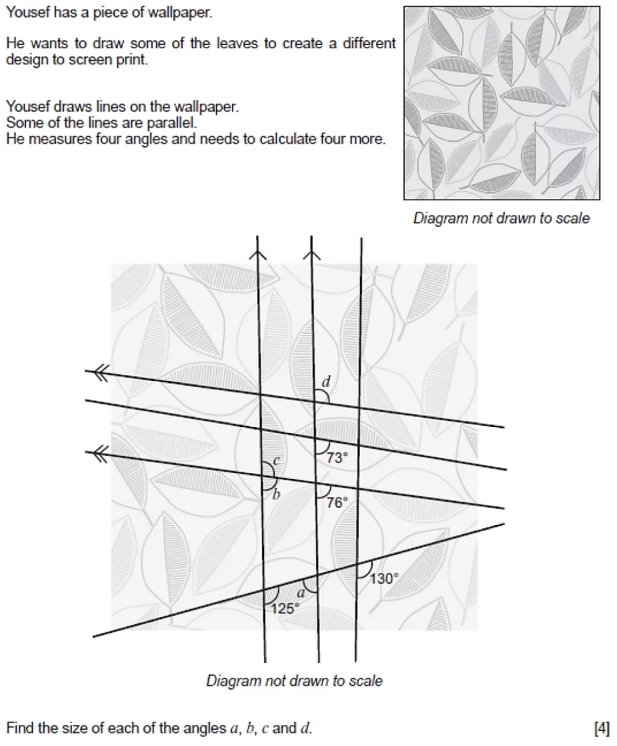 Yousef has a piece of wallpaper.
He wants to draw some of the leaves to create a different
design to screen print.
Yousef draws lines on the wallpaper.
Some of the lines are parallel.
He measures four angles and needs to calculate four more.
Diagram not drawn to scale
d
c
73°
b
76°
130°
a
125°
Diagram not drawn to scale
Find the size of each of the angles a, b, c and d. [4]